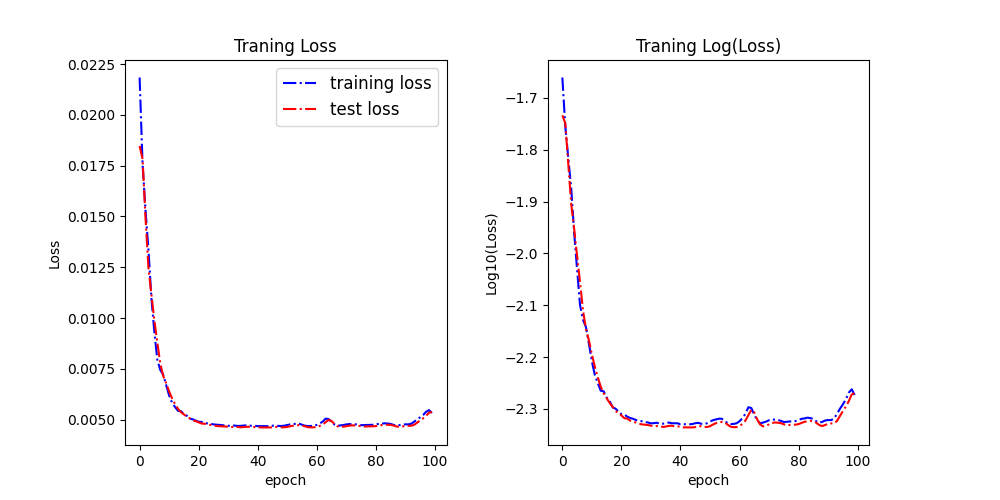 Traning Loss
0.0225
0.0200
0.0175
0.0150
0.0125
0.0100
0.0075
0.0050
Loss
training loss
test loss
0 20 40 60 80 100
epoch
Traning Log(Loss)
−1.7
−1.8
−1.9
−2.0
−2.1
−2.2
−2.3
Log10(Loss)
0 20 40 60 80 100
epoch